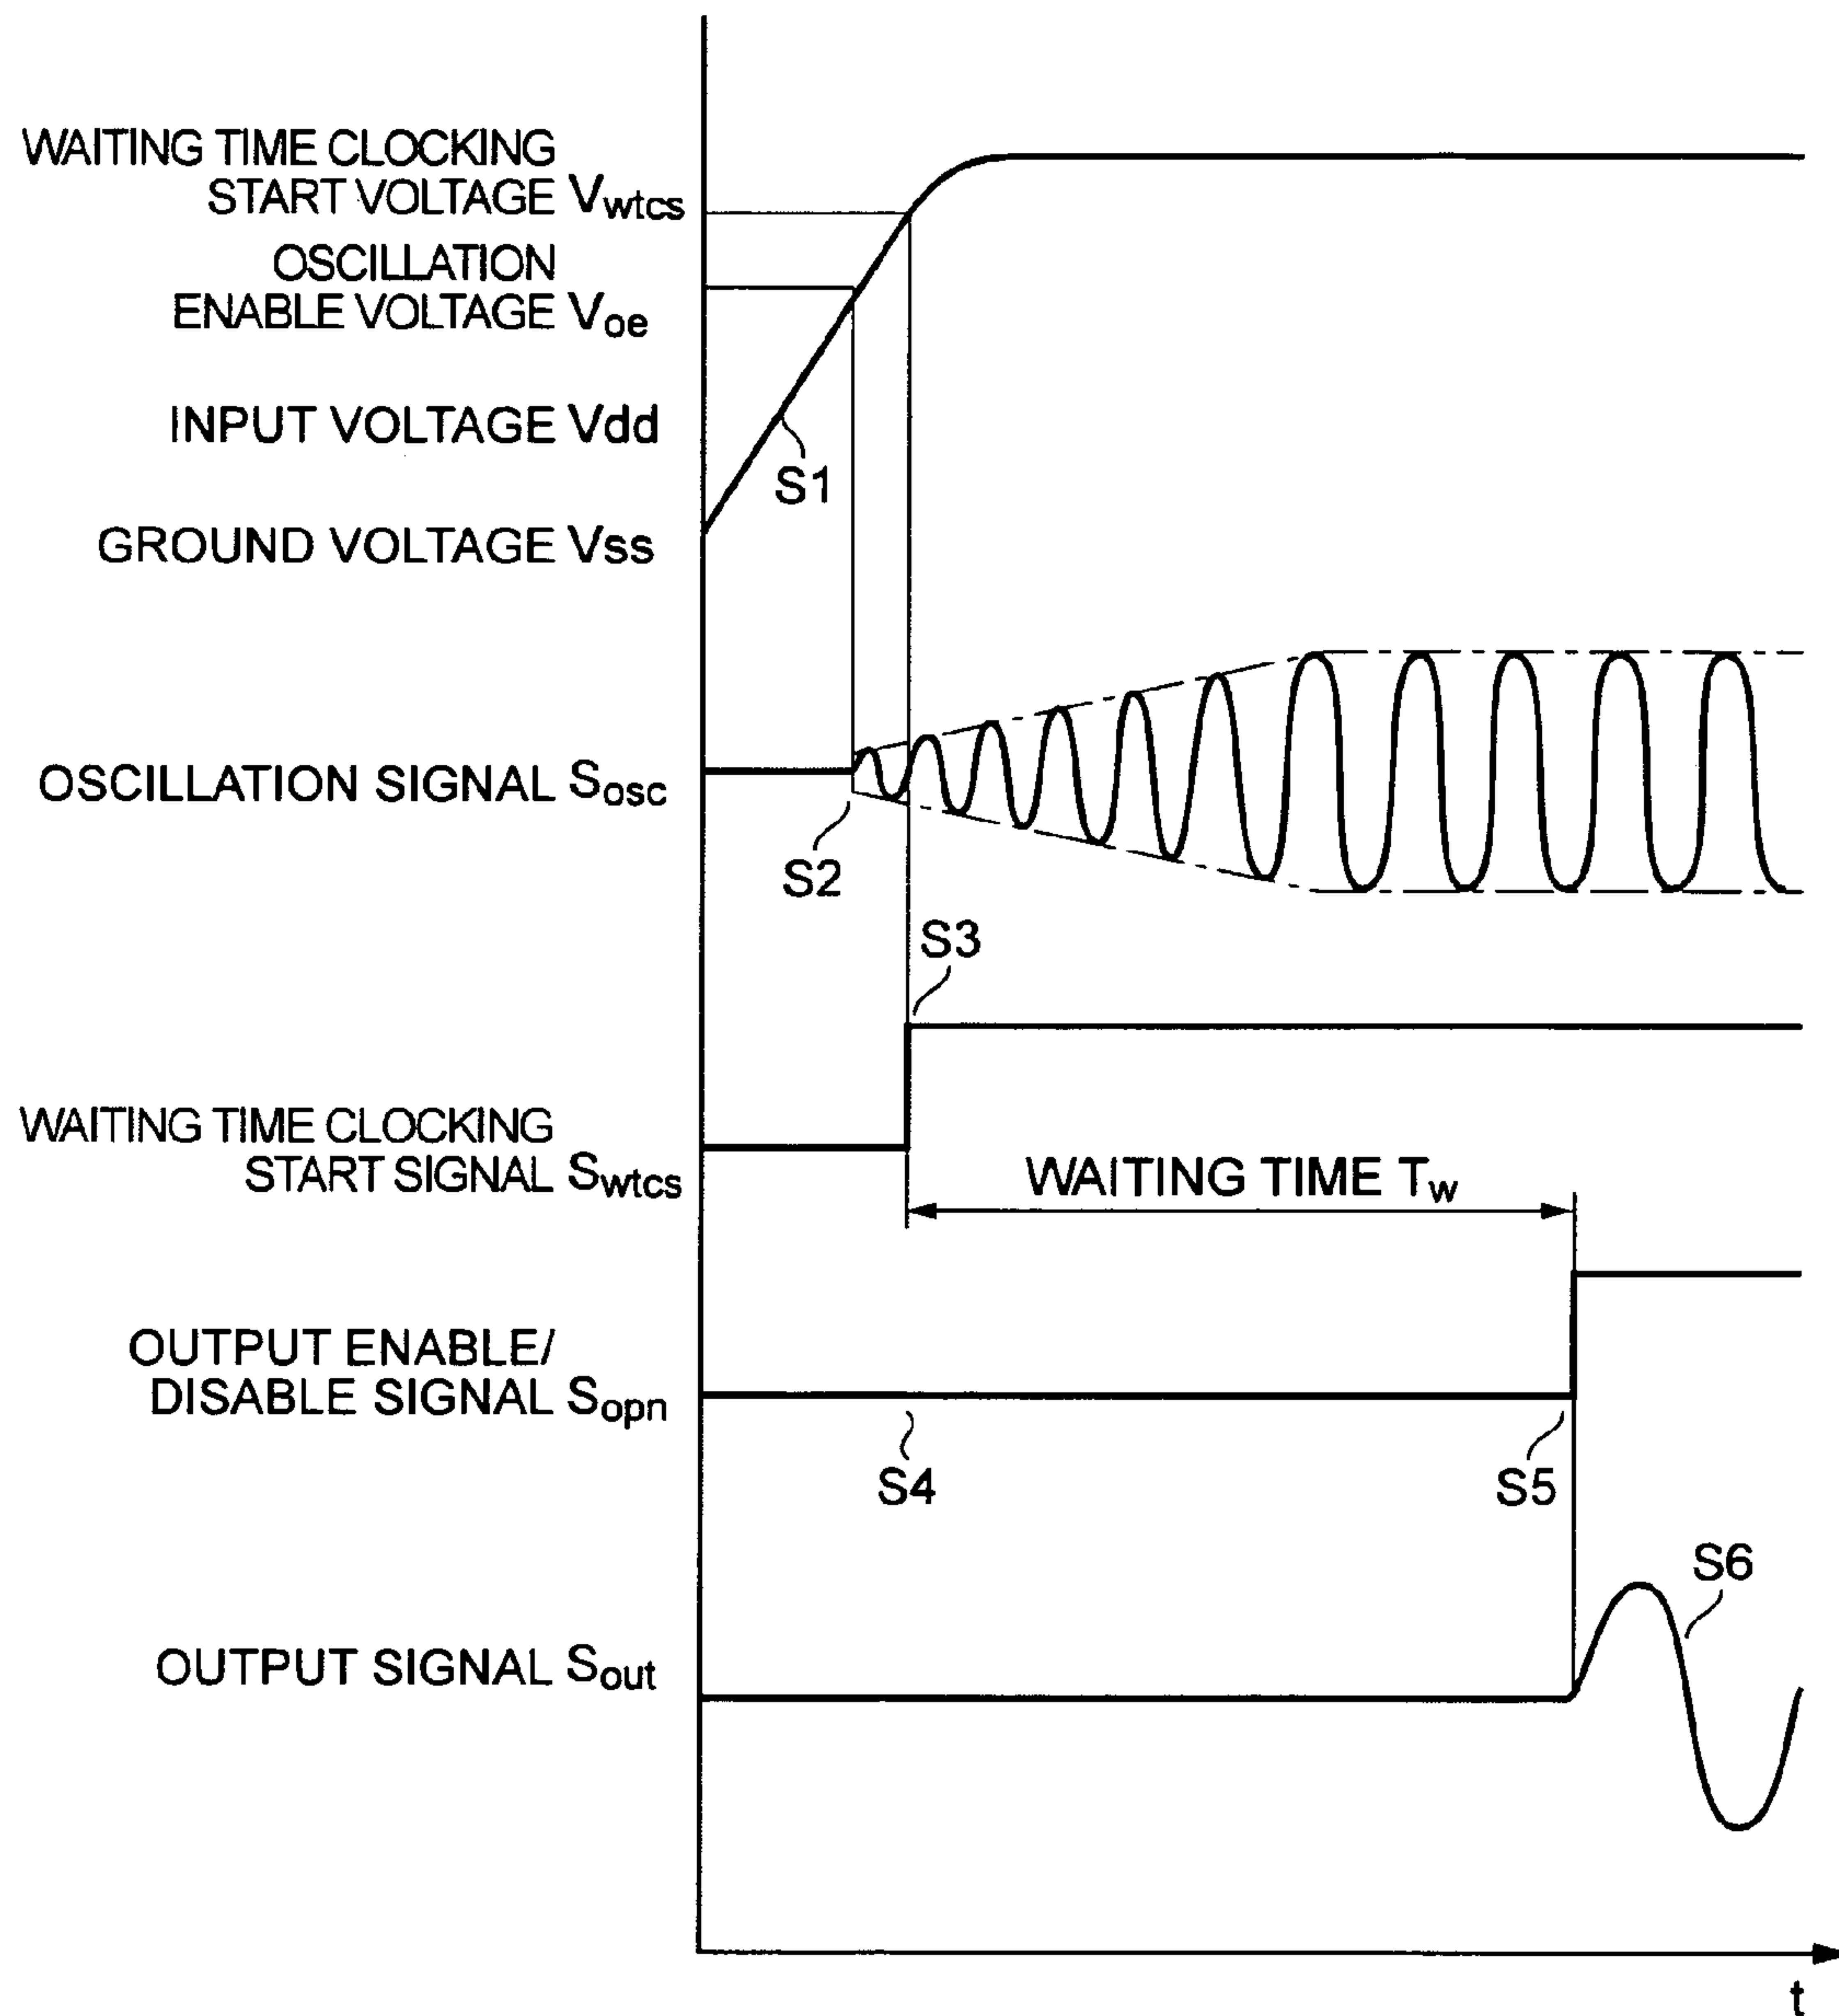 WAITING TIME CLOCKING
START VOLTAGE Vwtcs
OSCILLATION
ENABLE VOLTAGE Voe
INPUT VOLTAGE Vdd
S1
GROUND VOLTAGE Vss
OSCILLATION SIGNAL Sosc
S2
S3
WAITING TIME CLOCKING
START SIGNAL Swtcs
WAITING TIME Tw
OUTPUT ENABLE/
DISABLE SIGNAL Sopn
S4
S5
S6
OUTPUT SIGNAL Sout
t